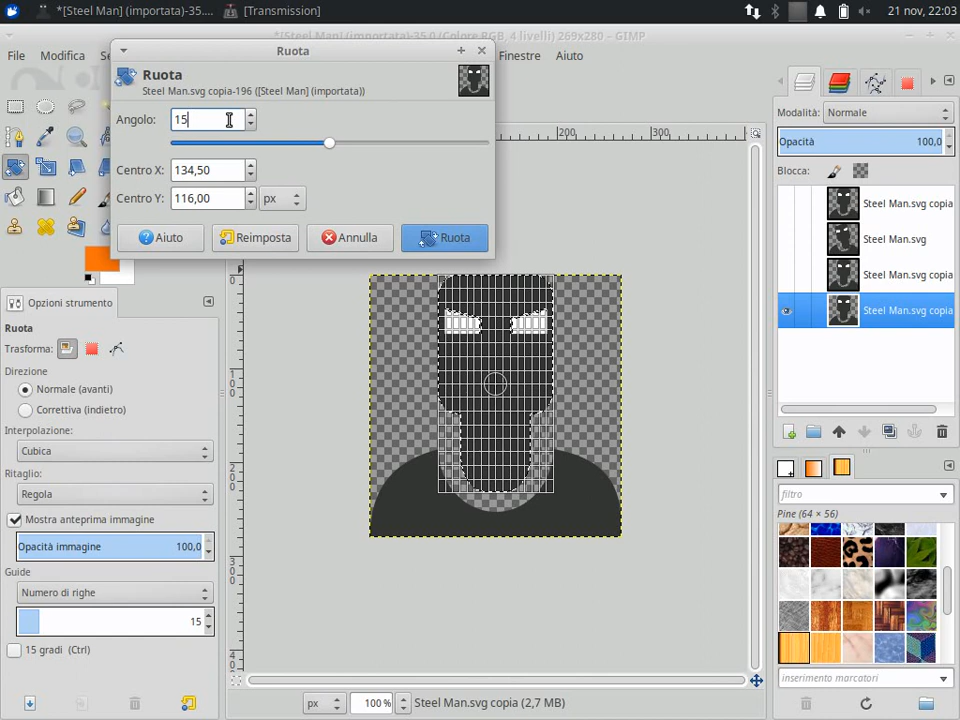 *[Steel Man] (importata)-35....
[Transmission]
21 nov, 22:03
*[Steel Man] (importata)-35.0 (Colore RGB, 4 livelli) 269x280 – GIMP
File
Modifica
Finestre
Aiuto
Ruota
Ruota
Steel Man.svg copia-196 ([Steel Man] (importata))
Angolo:
15
Centro X:
134,50
Centro Y:
116,00
px
Aiuto
Reimposta
Annulla
Ruota
Opzioni strumento
Ruota
Trasforma:
Direzione
Normale (avanti)
Correttiva (indietro)
Interpolazione:
Cubica
Ritaglio:
Regola
Mostra anteprima immagine
Opacità immagine
100,0
Guide
Numero di righe
15
15 gradi (Ctrl)
200
300
0
100
200
300
px
100 %
Steel Man.svg copia (2,7 MB)
Modalità:
Normale
Opacità
100,0
Blocca:
Steel Man.svg copia
Steel Man.svg
Steel Man.svg copia
Steel Man.svg copia
filtro
Pine (64 × 56)
inserimento marcatori